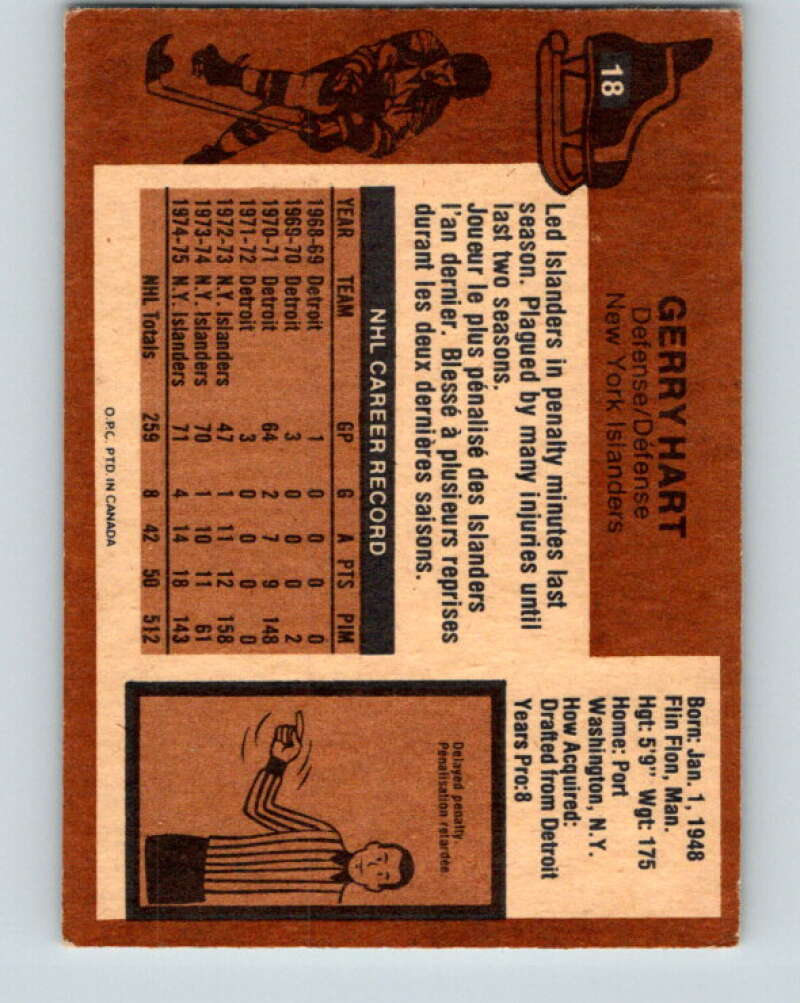 18
GERRY HART
Defense/Défense
New York Islanders
Led Islanders in penalty minutes last
season. Plagued by many injuries until
last two seasons.
Joueur le plus pénalisé des Islanders
l'an dernier. Blessé à plusieurs reprises
durant les deux dernières saisons.
NHL CAREER RECORD
YEAR TEAM GP G A PTS PIM
1968-69 Detroit 1 0 0 0 0
1969-70 Detroit 3 0 0 0 2
1970-71 Detroit 64 2 7 9 148
1971-72 Detroit 3 0 0 0 0
1972-73 N.Y. Islanders 47 1 11 12 158
1973-74 N.Y. Islanders 70 1 10 11 61
1974-75 N.Y. Islanders 71 4 14 18 143
NHL Totals 259 8 42 50 512
O.P.C. PTD. IN CANADA
Born: Jan. 1, 1948
Flin Flon, Man.
Hgt: 5'9" Wgt: 175
Home: Port
Washington, N.Y.
How Acquired:
Drafted from Detroit
Years Pro:8
Delayed penalty
Pénalisation retardée